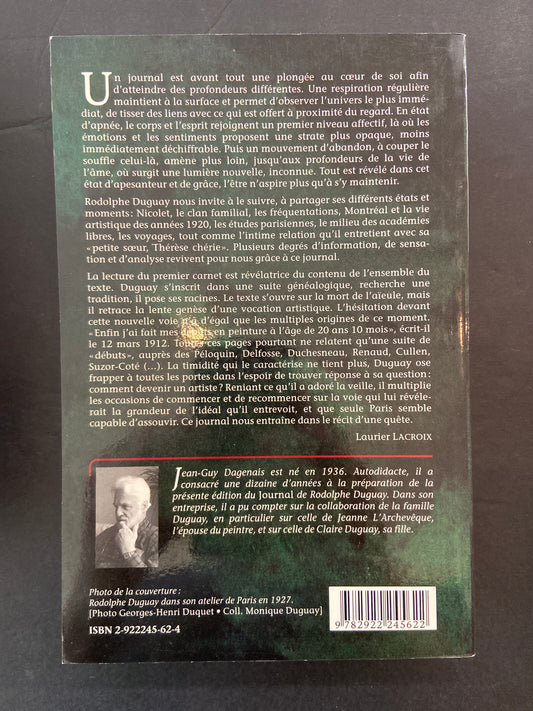 Un journal est avant tout une plongée au cœur de soi afin
d'atteindre des profondeurs différentes. Une respiration régulière
maintient à la surface et permet d'observer l'univers le plus immé-
diat, de tisser des liens avec ce qui est offert à proximité du regard. En état
d'apnée, le corps et l'esprit rejoignent un premier niveau affectif, là où les
émotions et les sentiments proposent une strate plus opaque, moins
immédiatement déchiffrable. Puis un mouvement d'abandon, à couper le
souffle celui-là, amène plus loin, jusqu'aux profondeurs de la vie de
l'âme, où surgit une lumière nouvelle, inconnue. Tout est révélé dans cet
état d'apesanteur et de grâce, l'être n'aspire plus qu'à s'y maintenir.
Rodolphe Duguay nous invite à le suivre, à partager ses différents états et
moments : Nicolet, le clan familial, les fréquentations, Montréal et la vie
artistique des années 1920, les études parisiennes, le milieu des académies
libres, les voyages, tout comme l'intime relation qu'il entretient avec sa
« petite sœur, Thérèse chérie ». Plusieurs degrés d'information, de sensa-
tion et d'analyse revivent pour nous grâce à ce journal.
La lecture du premier carnet est révélatrice du contenu de l'ensemble du
texte. Duguay s'inscrit dans une suite généalogique, recherche une
tradition, il pose ses racines. Le texte s'ouvre sur la mort de l'aïeule, mais
il retrace la lente genèse d'une vocation artistique. L'hésitation devant
cette nouvelle voie n'a d'égal que les multiples origines de ce moment.
« Enfin j'ai fait mes débuts en peinture à l'âge de 20 ans 10 mois », écrit-il
le 12 mars 1912. Toutes ces pages pourtant ne relatent qu'une suite de
« débuts », auprès des Péloquin, Delfosse, Duchesneau, Renaud, Cullen,
Suzor-Coté (...). La timidité qui le caractérise ne tient plus, Duguay ose
frapper à toutes les portes dans l'espoir de trouver réponse à sa question :
comment devenir un artiste ? Reniant ce qu'il a adoré la veille, il multiplie
les occasions de commencer et de recommencer sur la voie qui lui révéle-
rait la grandeur de l'idéal qu'il entrevoit, et que seule Paris semble
capable d'assouvir. Ce journal nous entraîne dans le récit d'une quête.
Laurier LACROIX
Jean-Guy Dagenais est né en 1936. Autodidacte, il a
consacré une dizaine d'années à la préparation de la
présente édition du Journal de Rodolphe Duguay. Dans son
entreprise, il a pu compter sur la collaboration de la famille
Duguay, en particulier sur celle de Jeanne L'Archevêque,
l'épouse du peintre, et sur celle de Claire Duguay, sa fille.
Photo de la couverture :
Rodolphe Duguay dans son atelier de Paris en 1927.
[Photo Georges-Henri Duquet • Coll. Monique Duguay]
ISBN 2-922245-62-4
9 782922 245622